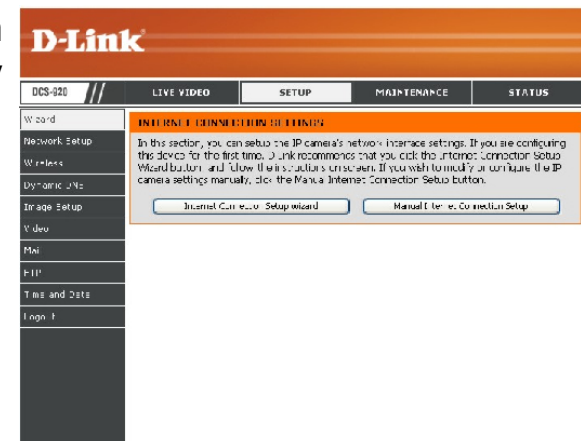 D-Link
DCS-920
LIVE VIDEO
SETUP
MAINTENANCE
STATUS
Wizard
Network Setup
Wireless
Dynamic DNS
Image Setup
Video
Mail
FTP
Time and Date
Logout
INTERNET CONNECTION SETTINGS
In this section, you can setup the IP camera's network interface settings. If you are configuring
this device for the first time, D-Link recommends that you click the Internet Connection Setup
Wizard button, and follow the instructions on screen. If you wish to modify or configure the IP
camera settings manually, click the Manual Internet Connection Setup button.
Internet Connection Setup Wizard
Manual Internet Connection Setup